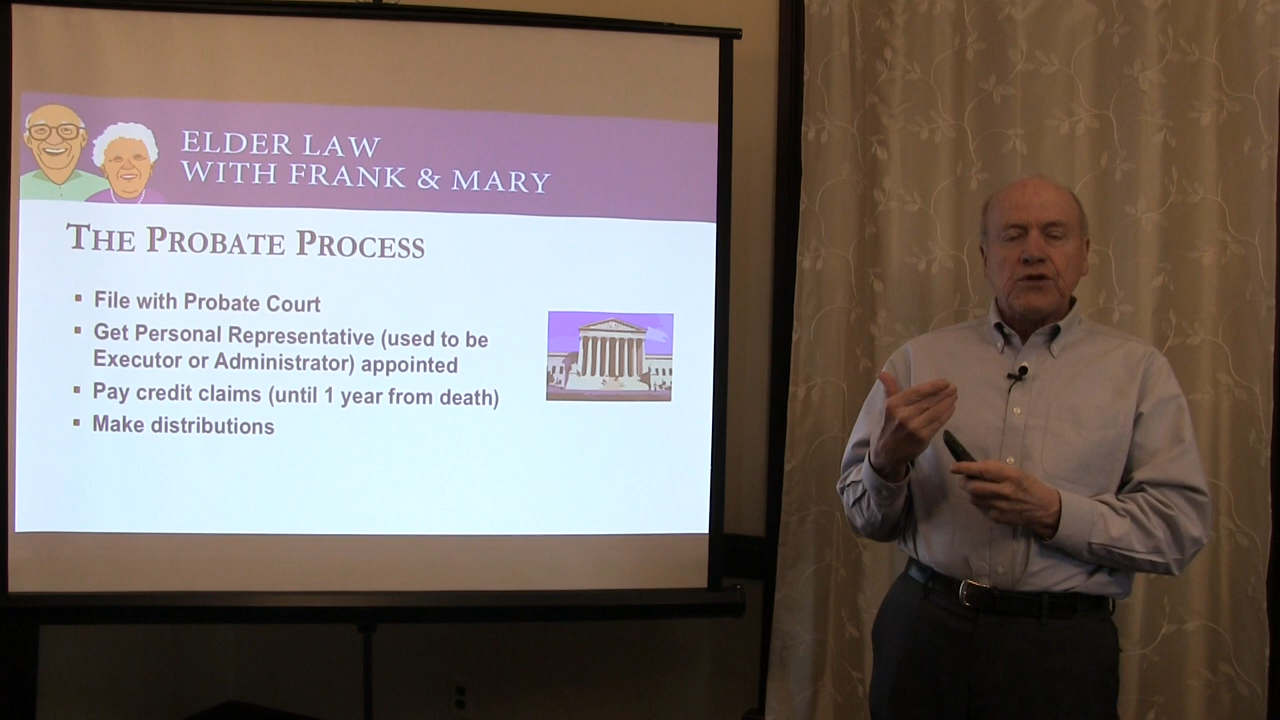 ELDER LAW
WITH FRANK & MARY
THE PROBATE PROCESS
▪ File with Probate Court
▪ Get Personal Representative (used to be
Executor or Administrator) appointed
▪ Pay credit claims (until 1 year from death)
▪ Make distributions